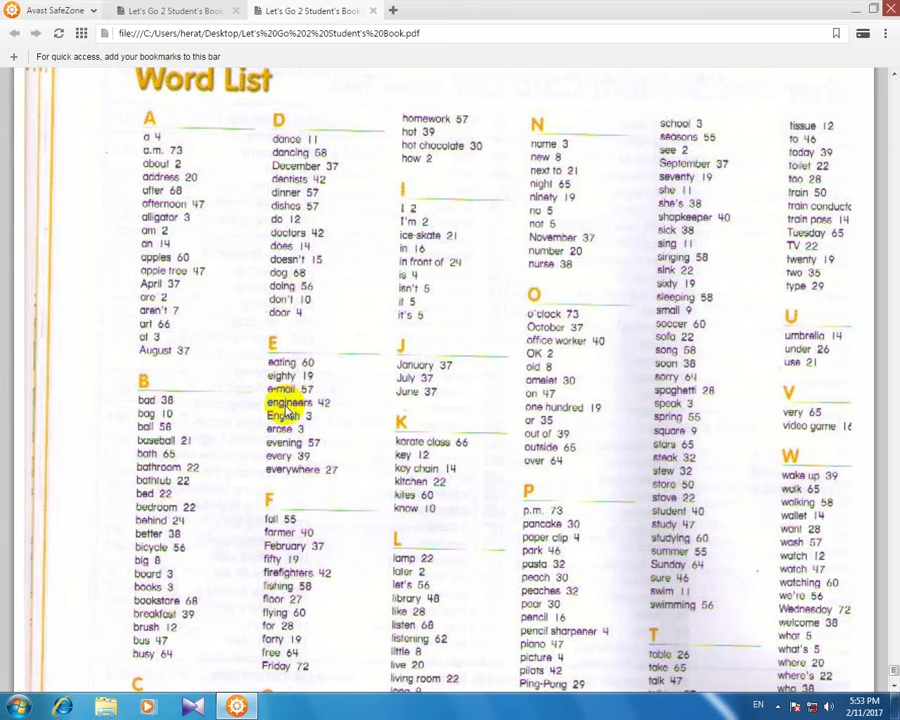 Avast SafeZone
Let's Go 2 Student's Book.
Let's Go 2 Student's Book.
file:///C:/Users/herat/Desktop/Let's%20Go%202%20Student's%20Book.pdf
For quick access, add your bookmarks to this bar
Word List
A
a 4
a.m. 73
about 2
address 20
after 68
afternoon 47
alligator 3
am 2
an 14
apples 60
apple tree 47
April 37
are 2
aren't 7
art 66
at 3
August 37
B
bad 38
bag 10
ball 58
baseball 21
bath 65
bathroom 22
bathtub 22
bed 22
bedroom 22
behind 24
better 38
bicycle 56
big 8
board 3
books 3
bookstore 68
breakfast 39
brush 12
bus 47
busy 64
C
D
dance 11
dancing 58
December 37
dentists 42
dinner 57
dishes 57
do 12
doctors 42
does 14
doesn't 15
dog 68
doing 56
don't 10
door 4
E
eating 60
eighty 19
e-mail 57
engineers 42
English 3
erase 3
evening 57
every 39
everywhere 27
F
fall 55
farmer 40
February 37
fifty 19
firefighters 42
fishing 58
floor 27
flying 60
for 28
forty 19
free 64
Friday 72
homework 57
hot 39
hot chocolate 30
how 2
I
I 2
I'm 2
ice-skate 21
in 16
in front of 24
is 4
isn't 5
it 5
it's 5
J
January 37
July 37
June 37
K
karate class 66
key 12
key chain 14
kitchen 22
kites 60
know 10
L
lamp 22
later 2
let's 56
library 48
like 28
listen 68
listening 62
little 8
live 20
living room 22
N
name 3
new 8
next to 21
night 65
ninety 19
no 5
not 5
November 37
number 20
nurse 38
O
o'clock 73
October 37
office worker 40
OK 2
old 8
omelet 30
on 47
one hundred 19
or 35
out of 39
outside 65
over 64
P
p.m. 73
pancake 30
paper clip 4
park 46
pasta 32
peach 30
peaches 32
pear 30
pencil 16
pencil sharpener 4
piano 47
picture 4
pilots 42
Ping-Pong 29
school 3
seasons 55
see 2
September 37
seventy 19
she 11
she's 38
shopkeeper 40
sick 38
sing 11
singing 58
sink 22
sixty 19
sleeping 58
small 9
soccer 60
sofa 22
song 58
soon 38
sorry 64
spaghetti 28
speak 3
spring 55
square 9
stars 65
steak 32
stew 32
store 50
stove 22
student 40
study 47
studying 60
summer 55
Sunday 64
sure 46
swim 11
swimming 56
T
table 26
take 65
talk 47
tissue 12
to 46
today 39
toilet 22
too 28
train 50
train conducto
train pass 14
Tuesday 65
TV 22
twenty 19
two 35
type 29
U
umbrella 14
under 26
use 21
V
very 65
video game 16
W
wake up 39
walk 65
walking 58
wallet 14
want 28
wash 57
watch 12
watch 47
watching 60
we're 56
Wednesday 72
welcome 38
what 5
what's 5
where 20
where's 22
who 38
EN
5:53 PM
2/11/2017